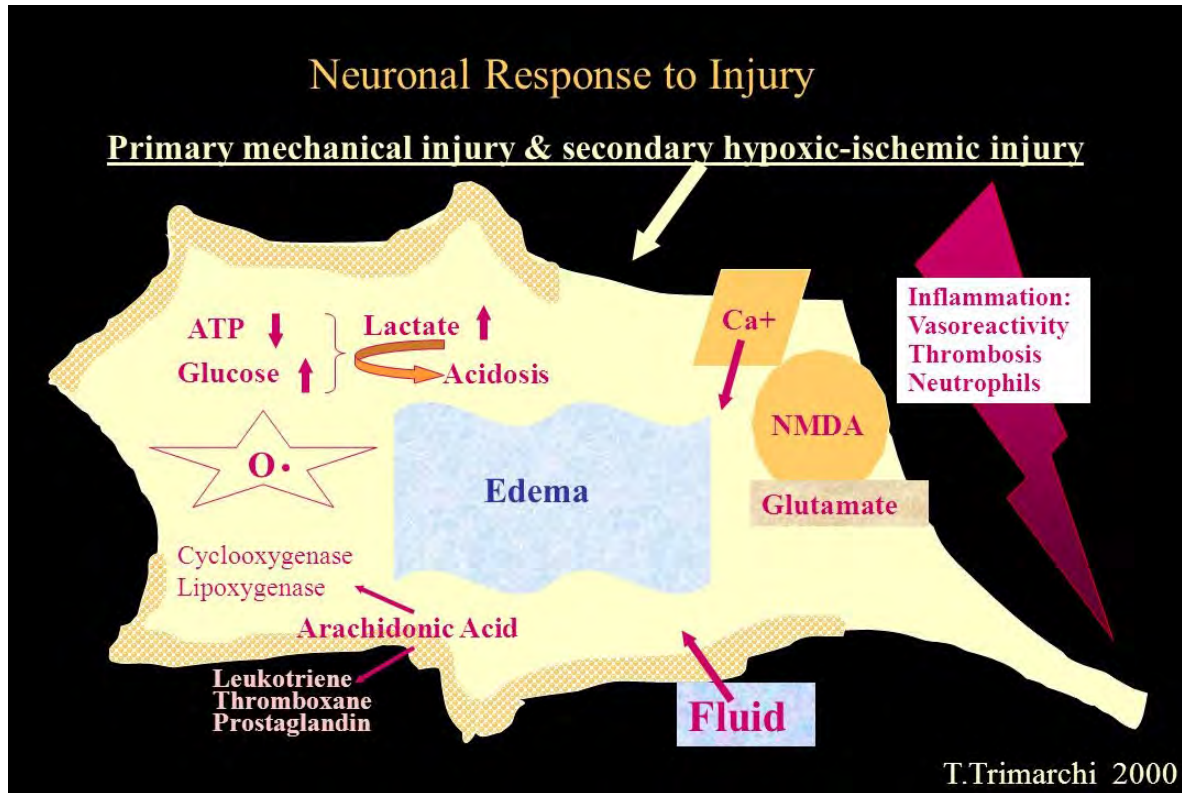 Neuronal Response to Injury
Primary mechanical injury & secondary hypoxic-ischemic injury
ATP
Glucose
Lactate
Acidosis
Ca+
NMDA
Glutamate
Inflammation:
Vasoreactivity
Thrombosis
Neutrophils
O•
Edema
Cyclooxygenase
Lipoxygenase
Arachidonic Acid
Leukotriene
Thromboxane
Prostaglandin
Fluid
T.Trimarchi 2000